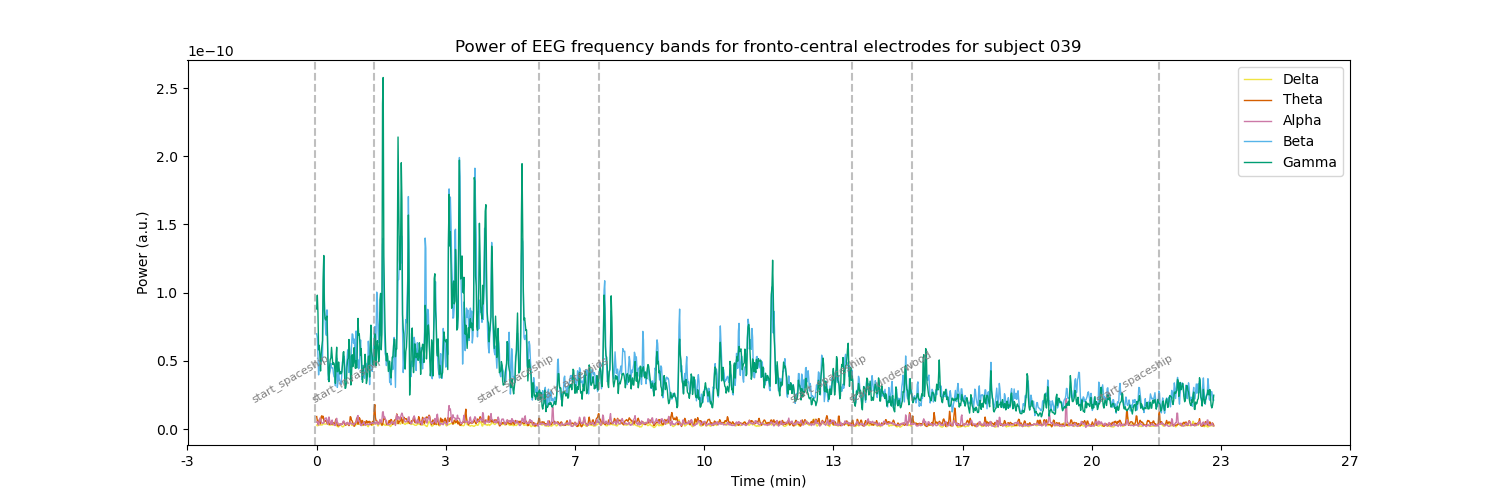 Power of EEG frequency bands for fronto-central electrodes for subject 039
1e−10
2.5
2.0
1.5
1.0
0.5
0.0
Power (a.u.)
Delta
Theta
Alpha
Beta
Gamma
start_spaceship
start_spaceship
start_spaceship
-3
0
3
7
10
13
17
20
23
27
Time (min)